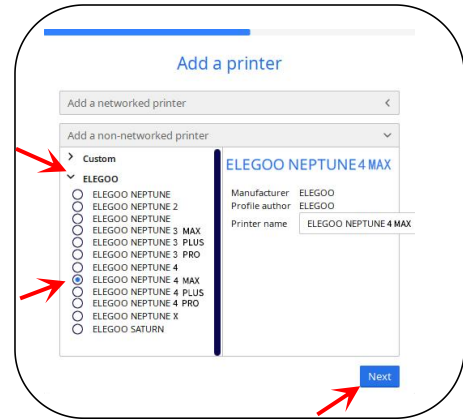 Add a printer
Add a networked printer
Add a non-networked printer
Custom
ELEGOO
ELEGOO NEPTUNE
ELEGOO NEPTUNE 2
ELEGOO NEPTUNE
ELEGOO NEPTUNE 3 MAX
ELEGOO NEPTUNE 3 PLUS
ELEGOO NEPTUNE 3 PRO
ELEGOO NEPTUNE 4
ELEGOO NEPTUNE 4 MAX
ELEGOO NEPTUNE 4 PLUS
ELEGOO NEPTUNE 4 PRO
ELEGOO NEPTUNE X
ELEGOO SATURN
ELEGOO NEPTUNE4 MAX
Manufacturer ELEGOO
Profile author ELEGOO
Printer name ELEGOO NEPTUNE 4 MAX
Next